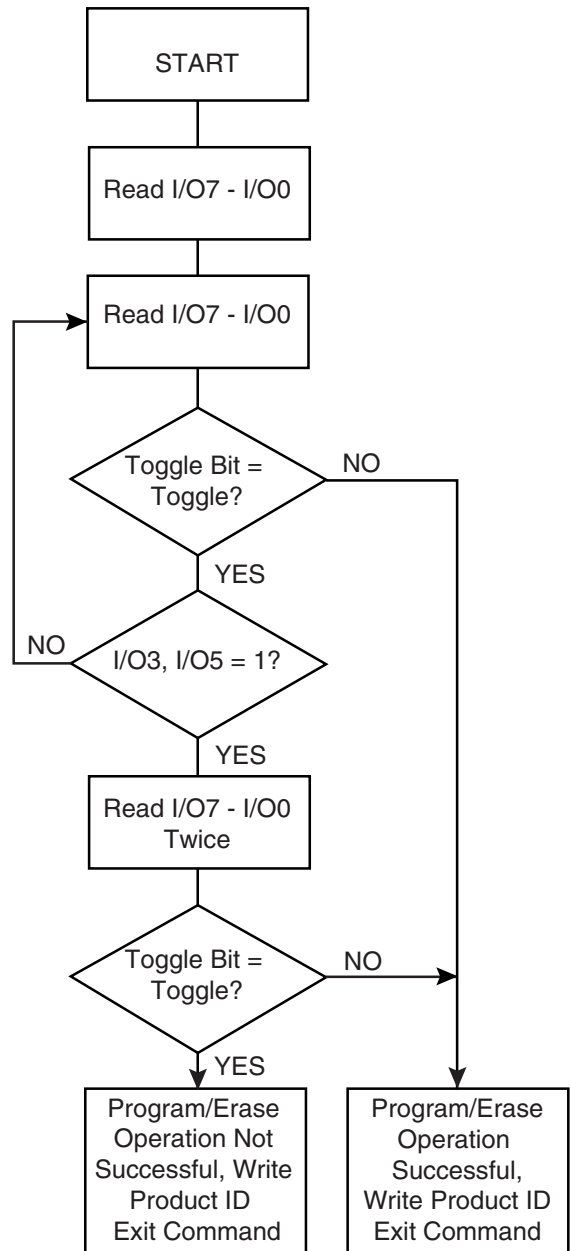 START
Read I/O7 - I/O0
Read I/O7 - I/O0
Toggle Bit =
Toggle?
NO
YES
NO
I/O3, I/O5 = 1?
YES
Read I/O7 - I/O0
Twice
Toggle Bit =
Toggle?
NO
YES
Program/Erase
Operation Not
Successful, Write
Product ID
Exit Command
Program/Erase
Operation
Successful,
Write Product ID
Exit Command